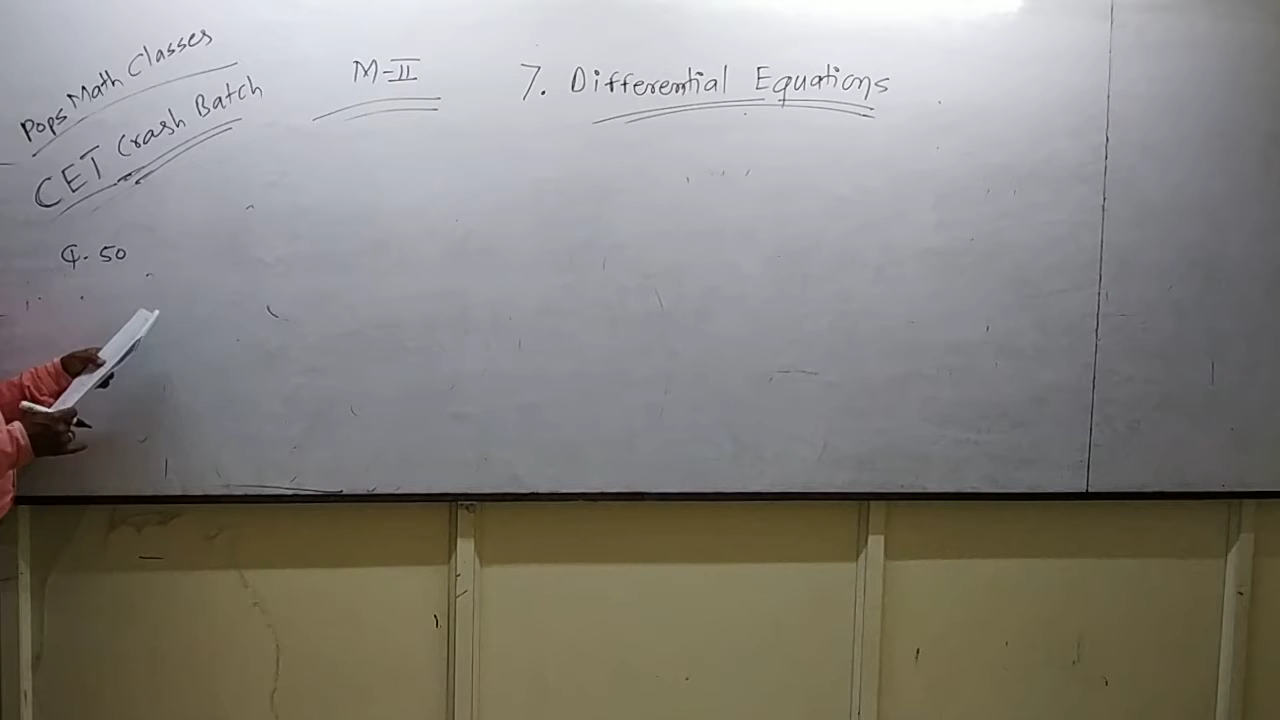 Pops Math Classes
CET Crash Batch
M-II
7. Differential Equations
Q. 50